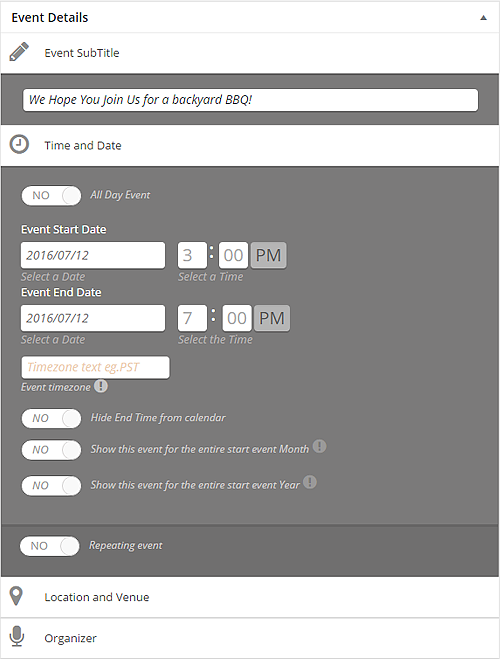 Event Details
Event SubTitle
We Hope You Join Us for a backyard BBQ!
Time and Date
NO All Day Event
Event Start Date
2016/07/12 3 : 00 PM
Select a Date Select a Time
Event End Date
2016/07/12 7 : 00 PM
Select a Date Select the Time
Timezone text eg.PST
Event timezone !
NO Hide End Time from calendar
NO Show this event for the entire start event Month !
NO Show this event for the entire start event Year !
NO Repeating event
Location and Venue
Organizer